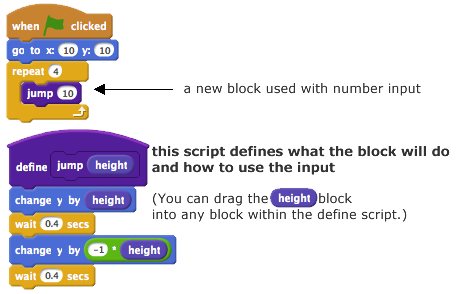 when clicked
go to x: 10 y: 10
repeat 4
jump 10
a new block used with number input
define jump height
this script defines what the block will do
and how to use the input
change y by height
(You can drag the height block
into any block within the define script.)
wait 0.4 secs
change y by -1 * height
wait 0.4 secs